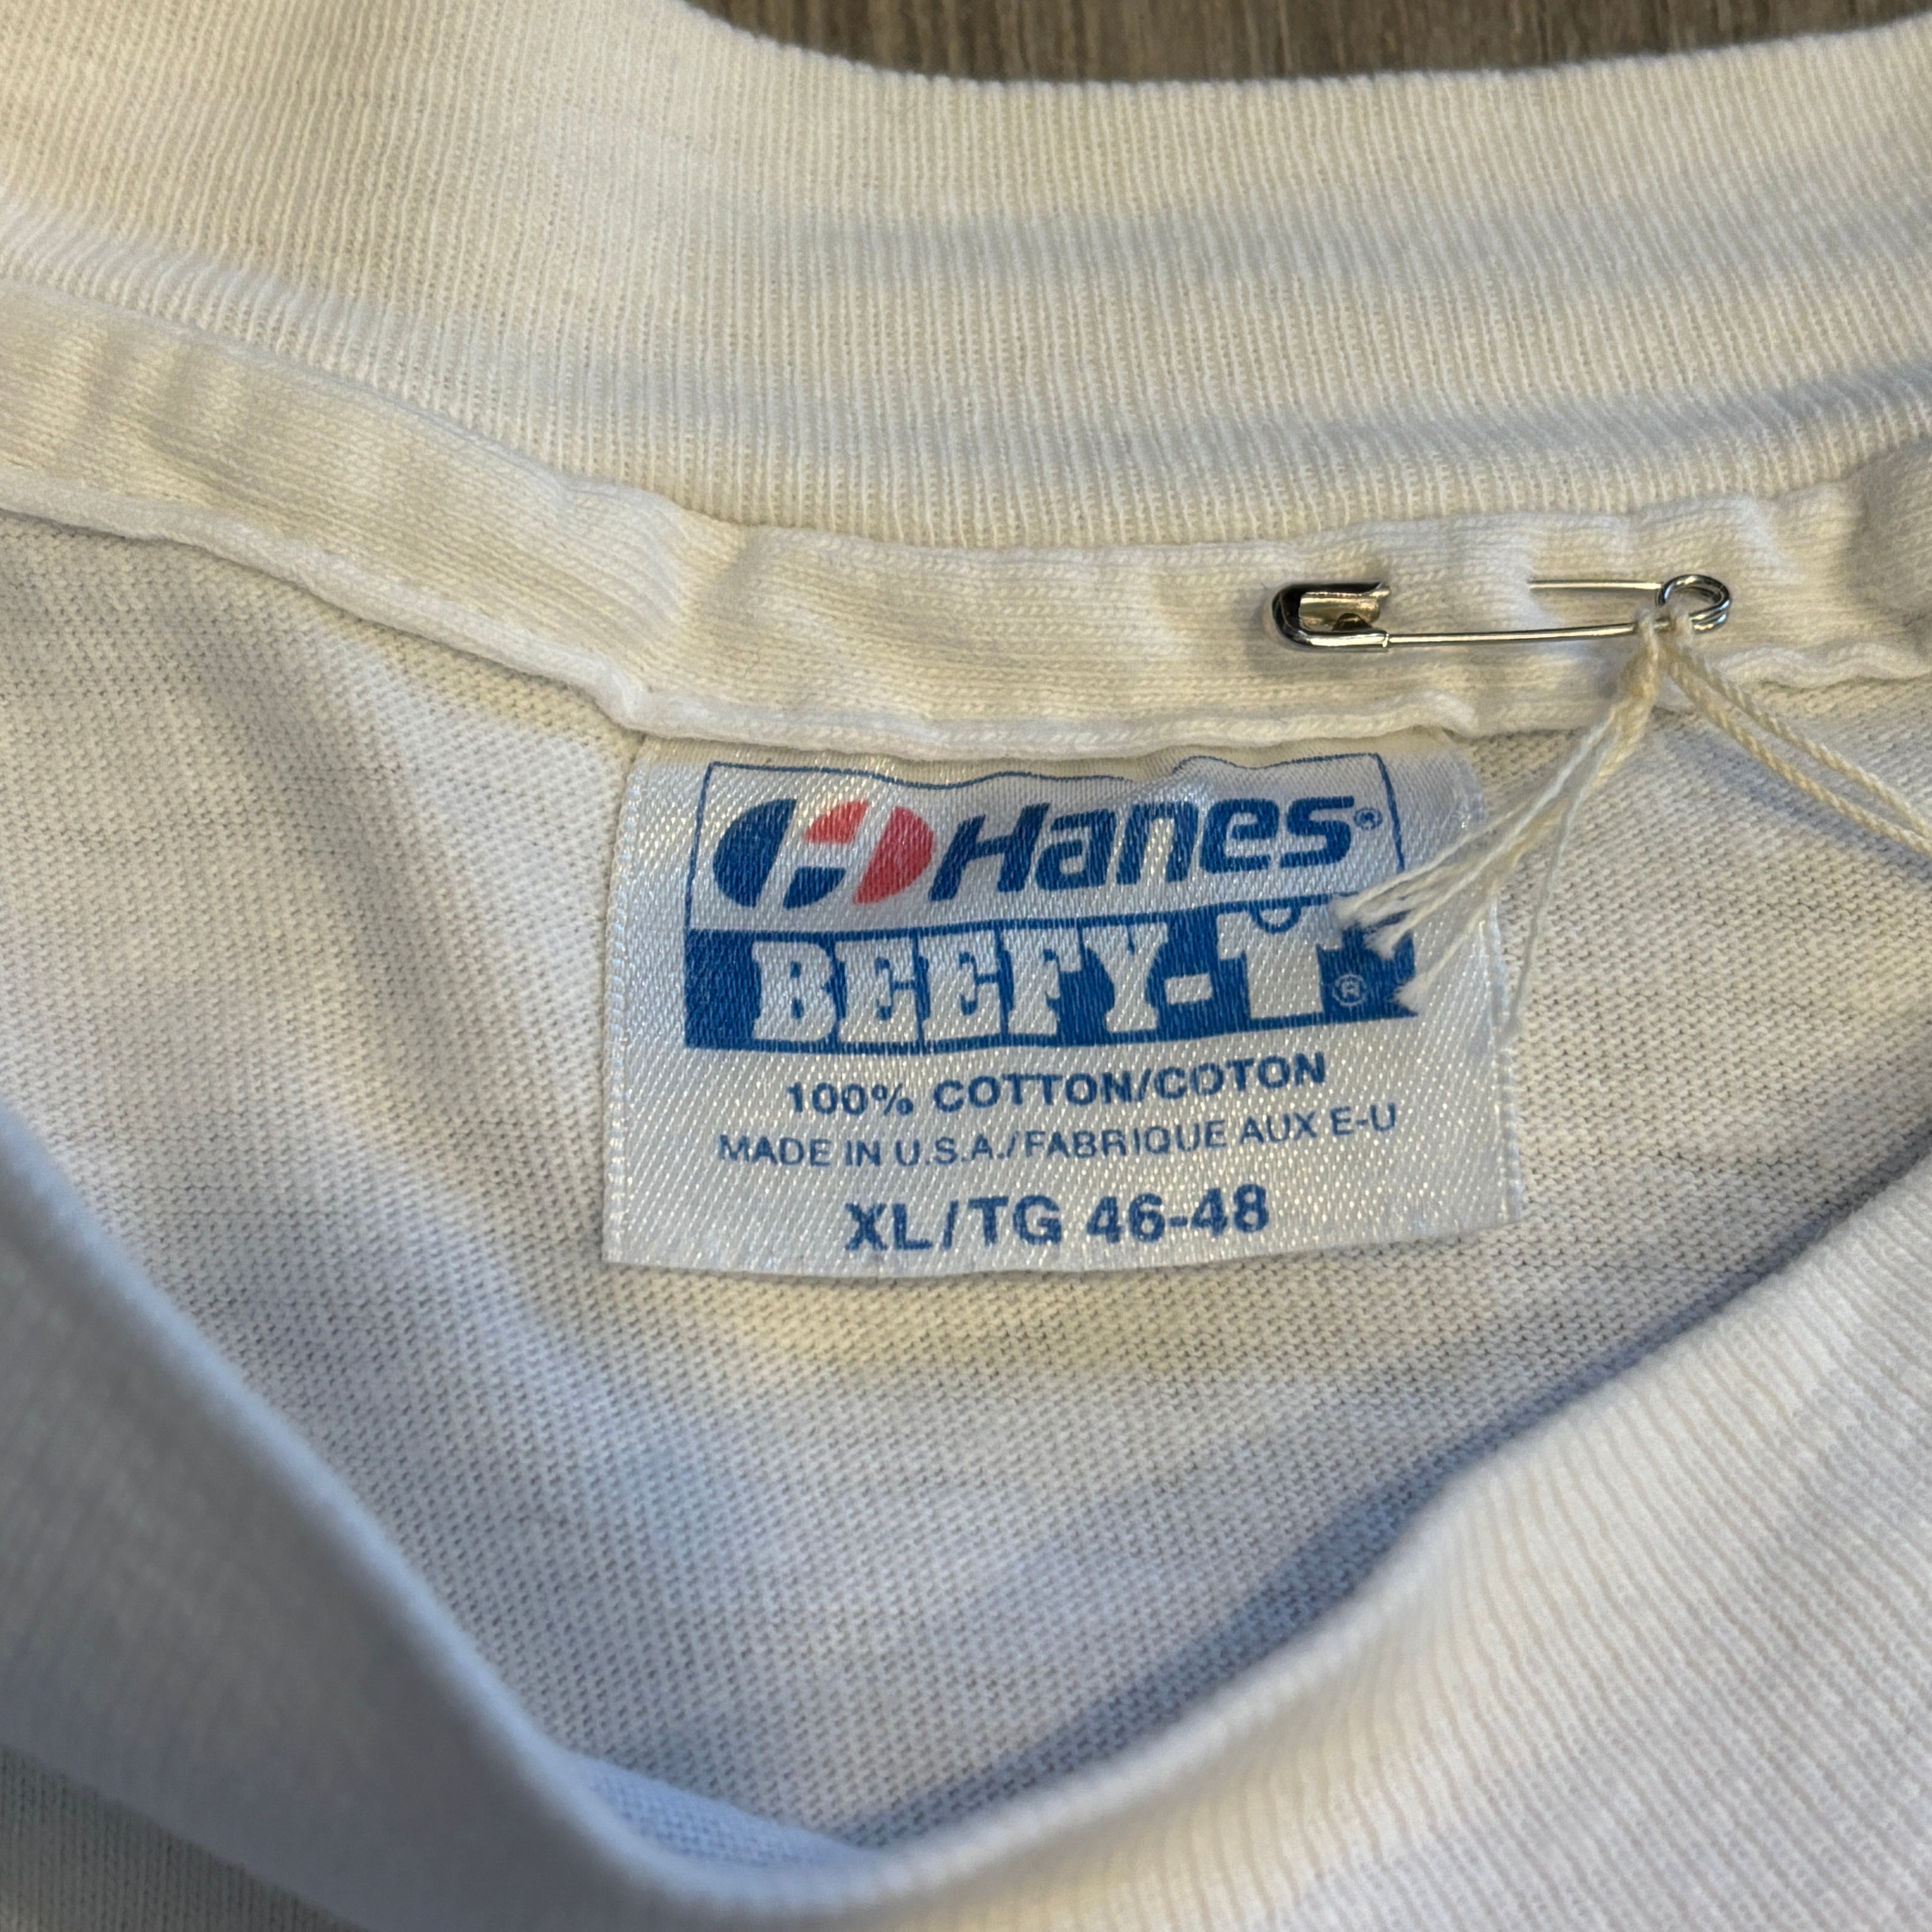 Hanes®
BEEFY-T®
100% COTTON/COTON
MADE IN U.S.A./FABRIQUE AUX E-U
XL/TG 46-48